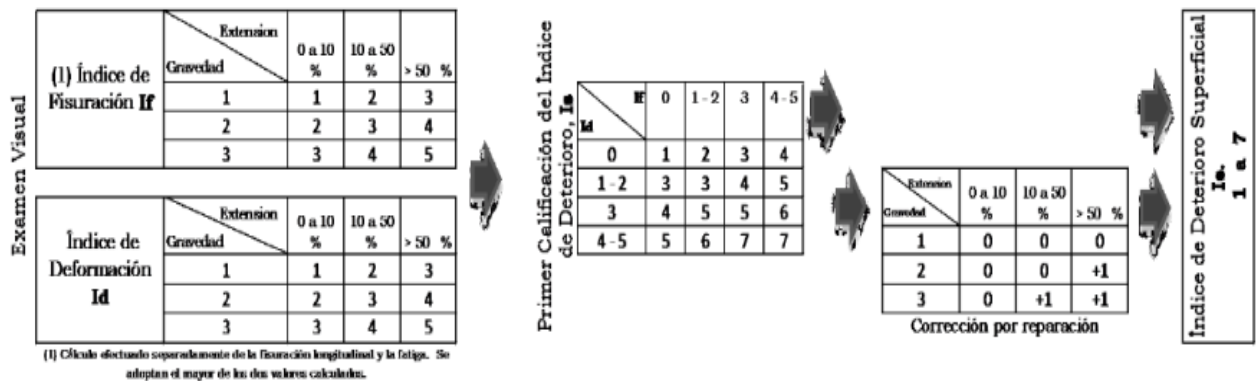 Examen Visual
(1) Índice de
Fisuración If
Extension
Gravedad
0 a 10 %
10 a 50 %
> 50 %
1 1 2 3
2 2 3 4
3 3 4 5
Índice de
Deformación
Id
Extension
Gravedad
0 a 10 %
10 a 50 %
> 50 %
1 1 2 3
2 2 3 4
3 3 4 5
(1) Cálculo efectuado separadamente de la fisuración longitudinal y la fatiga. Se
adoptan el mayor de los dos valores calculados.
Primer Calificación del Indice
de Deterioro, Is
If 0 1 - 2 3 4 - 5
Id
0 1 2 3 4
1 - 2 3 3 4 5
3 4 5 5 6
4 - 5 5 6 7 7
Extension
Gravedad
0 a 10 %
10 a 50 %
> 50 %
1 0 0 0
2 0 0 +1
3 0 +1 +1
Corrección por reparación
Índice de Deterioro Superficial
Is.
1 a 7